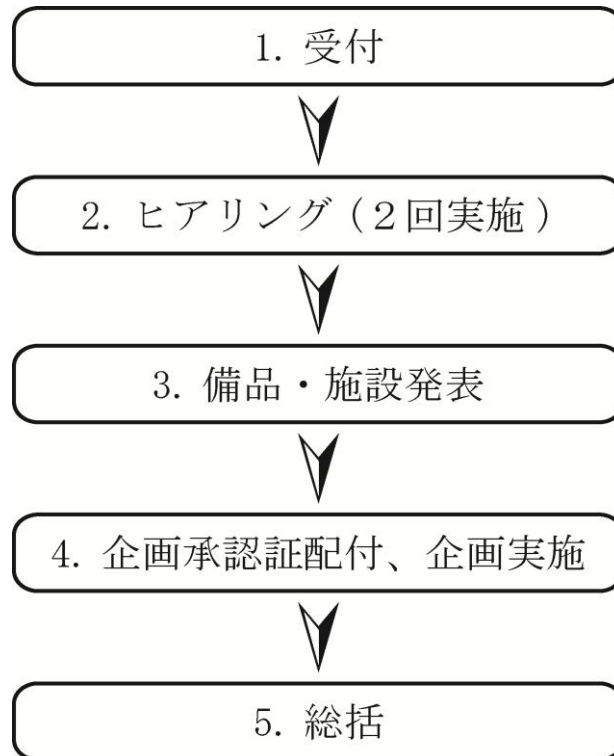 1. 受付
2. ヒアリング（２回実施）
3. 備品・施設発表
4. 企画承認証配付、企画実施
5. 総括